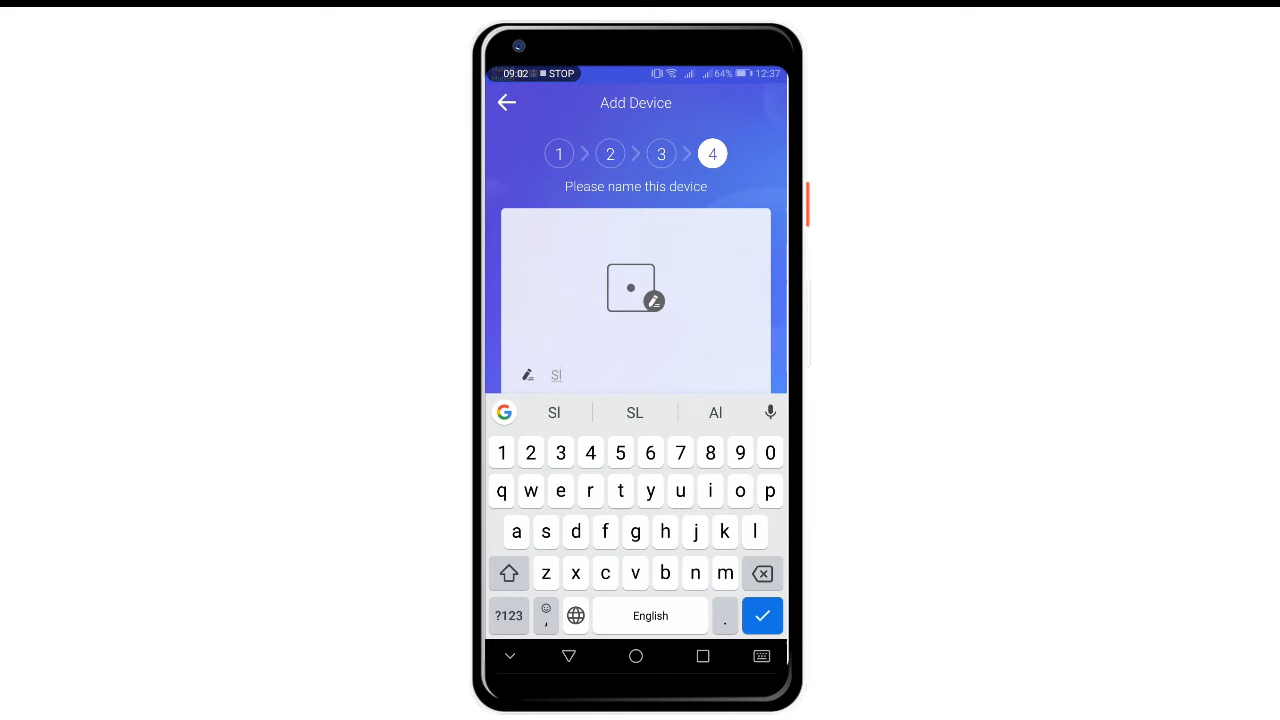 09:02 STOP 64% 12:37
Add Device
1 2 3 4
Please name this device
Sl
Sl SL Al
1 2 3 4 5 6 7 8 9 0
q w e r t y u i o p
a s d f g h j k l
z x c v b n m
?123 , English .